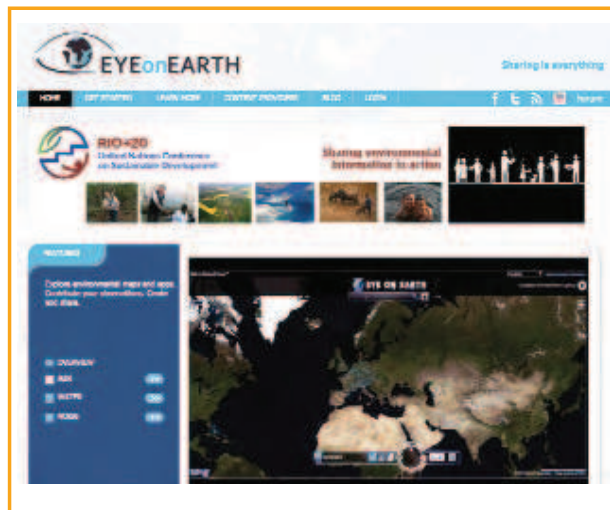 EYEonEARTH
Sharing is everything
HOME GET STARTED LEARN MORE CONTENT PROVIDERS BLOG LOGIN
RIO+20
United Nations Conference
on Sustainable Development
Sharing environmental
information in action
FEATURED
Explore environmental maps and apps.
Contribute your observations. Create
and share.
EYE ON EARTH
OVERVIEW
AIR
WATER
NOISE
bing